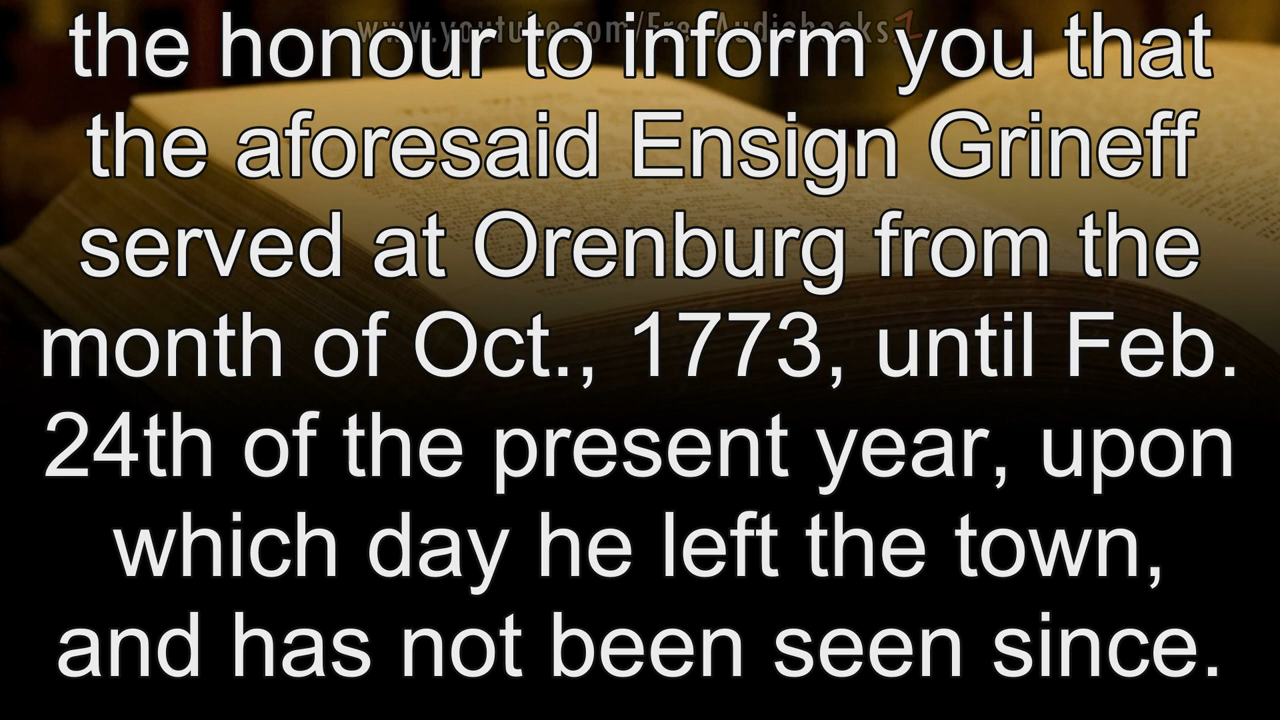 www.youtube.com/FreeAudiobooks
the honour to inform you that
the aforesaid Ensign Grineff
served at Orenburg from the
month of Oct., 1773, until Feb.
24th of the present year, upon
which day he left the town,
and has not been seen since.